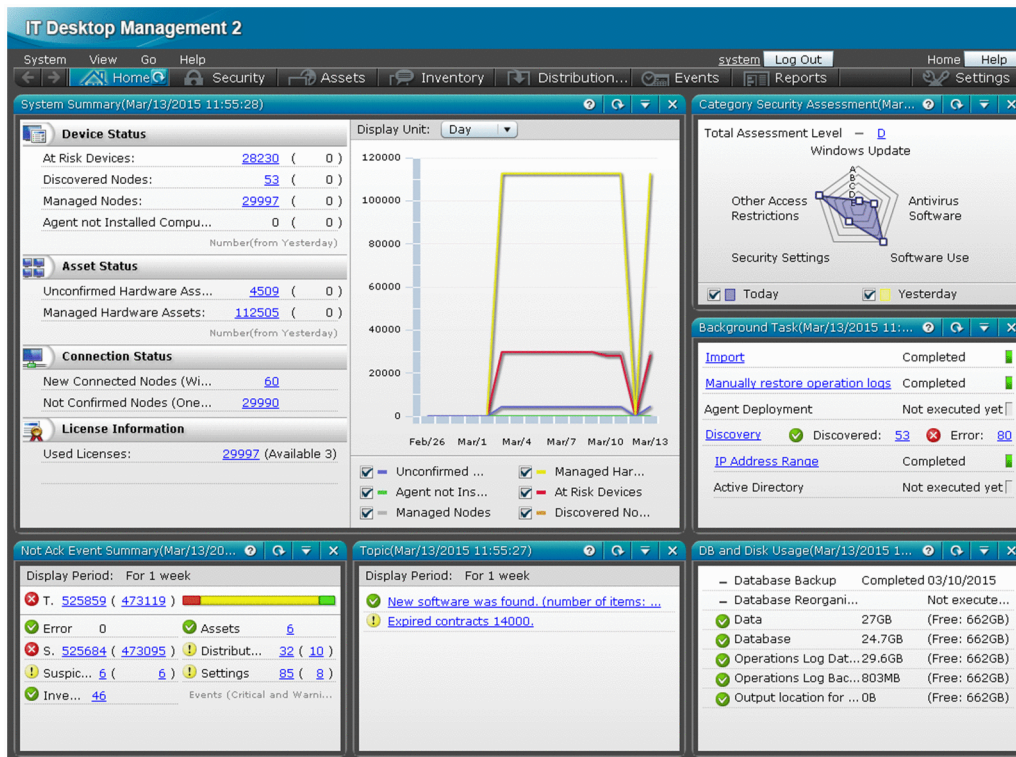 IT Desktop Management 2
System View Go Help
system Log Out Home Help
Home Security Assets Inventory Distribution... Events Reports Settings
System Summary(Mar/13/2015 11:55:28)
Device Status
At Risk Devices: 28230 ( 0 )
Discovered Nodes: 53 ( 0 )
Managed Nodes: 29997 ( 0 )
Agent not Installed Compu... 0 ( 0 )
Number(from Yesterday)
Asset Status
Unconfirmed Hardware Ass... 4509 ( 0 )
Managed Hardware Assets: 112505 ( 0 )
Number(from Yesterday)
Connection Status
New Connected Nodes (Wi... 60
Not Confirmed Nodes (One... 29990
License Information
Used Licenses: 29997 (Available 3)
Display Unit: Day
120000
100000
80000
60000
40000
20000
0
Feb/26 Mar/1 Mar/4 Mar/7 Mar/10 Mar/13
Unconfirmed ... Managed Har...
Agent not Ins... At Risk Devices
Managed Nodes Discovered No...
Category Security Assessment(Mar...
Total Assessment Level – D
Windows Update
A
B
C
D
Other Access Restrictions
Antivirus Software
Security Settings
Software Use
Today Yesterday
Background Task(Mar/13/2015 11:...
Import Completed
Manually restore operation logs Completed
Agent Deployment Not executed yet
Discovery Discovered: 53 Error: 80
IP Address Range Completed
Active Directory Not executed yet
Not Ack Event Summary(Mar/13/20...
Display Period: For 1 week
T. 525859 ( 473119 )
Error 0 Assets 6
S. 525684 ( 473095 ) Distribut... 32 ( 10 )
Suspic... 6 ( 6 ) Settings 85 ( 8 )
Inve... 46 Events (Critical and Warni...
Topic(Mar/13/2015 11:55:27)
Display Period: For 1 week
New software was found. (number of items: ...
Expired contracts 14000.
DB and Disk Usage(Mar/13/2015 1...
– Database Backup Completed 03/10/2015
– Database Reorgani... Not execute...
Data 27GB (Free: 662GB)
Database 24.7GB (Free: 662GB)
Operations Log Dat... 29.6GB (Free: 662GB)
Operations Log Bac... 803MB (Free: 662GB)
Output location for ... 0B (Free: 662GB)